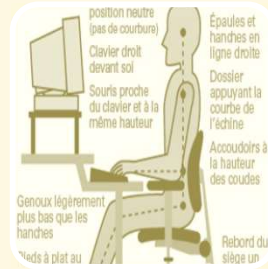 position neutre
(pas de courbure)
Clavier droit
devant soi
Souris proche
du clavier et à la
même hauteur
Genoux légèrement
plus bas que les
hanches
Pieds à plat au
Épaules et
hanches en
ligne droite
Dossier
appuyant la
courbe de
l'échine
Accoudoirs à
la hauteur
des coudes
Rebord du
siège un